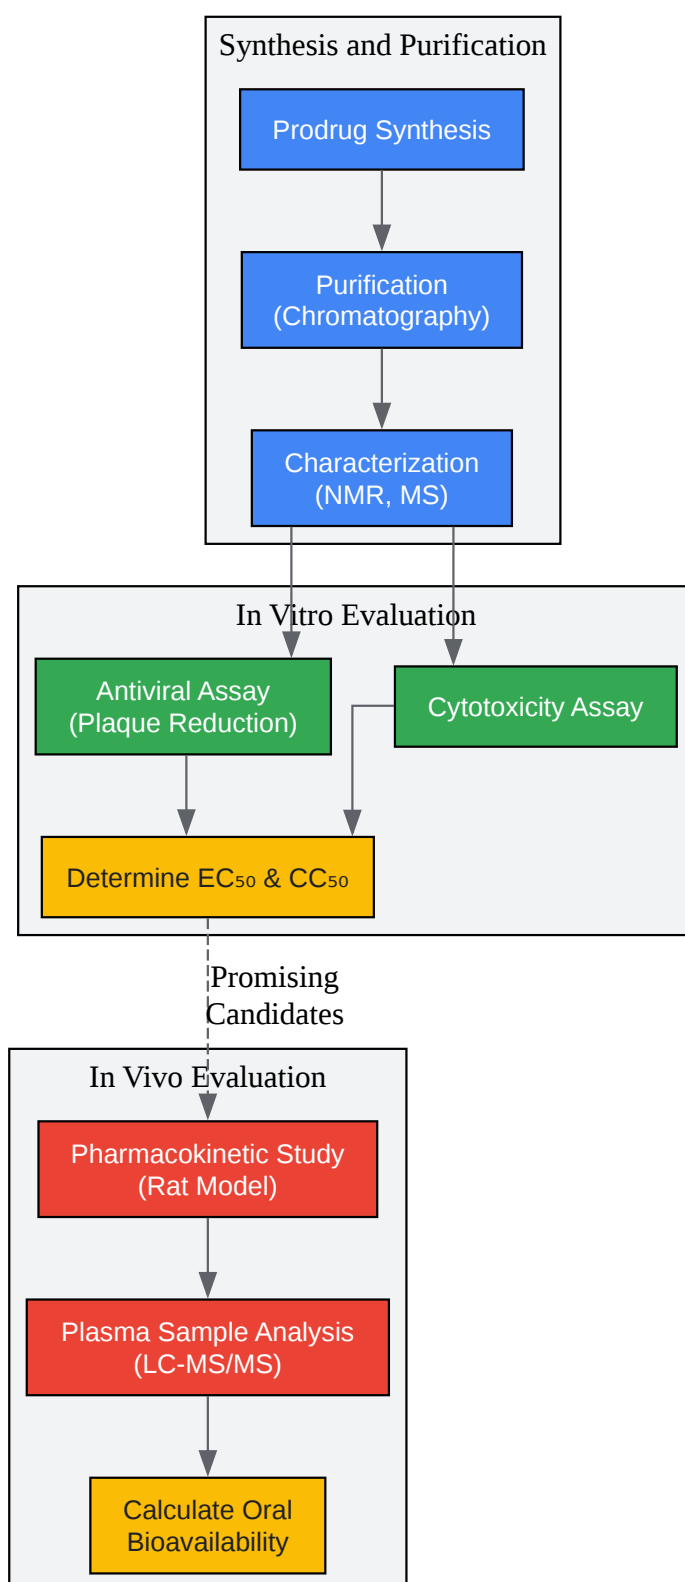 Synthesis and Purification
Prodrug Synthesis
Purification
(Chromatography)
Characterization
(NMR, MS)
In Vitro Evaluation
Antiviral Assay
(Plaque Reduction)
Cytotoxicity Assay
Determine EC₅₀ & CC₅₀
Promising
Candidates
In Vivo Evaluation
Pharmacokinetic Study
(Rat Model)
Plasma Sample Analysis
(LC-MS/MS)
Calculate Oral
Bioavailability